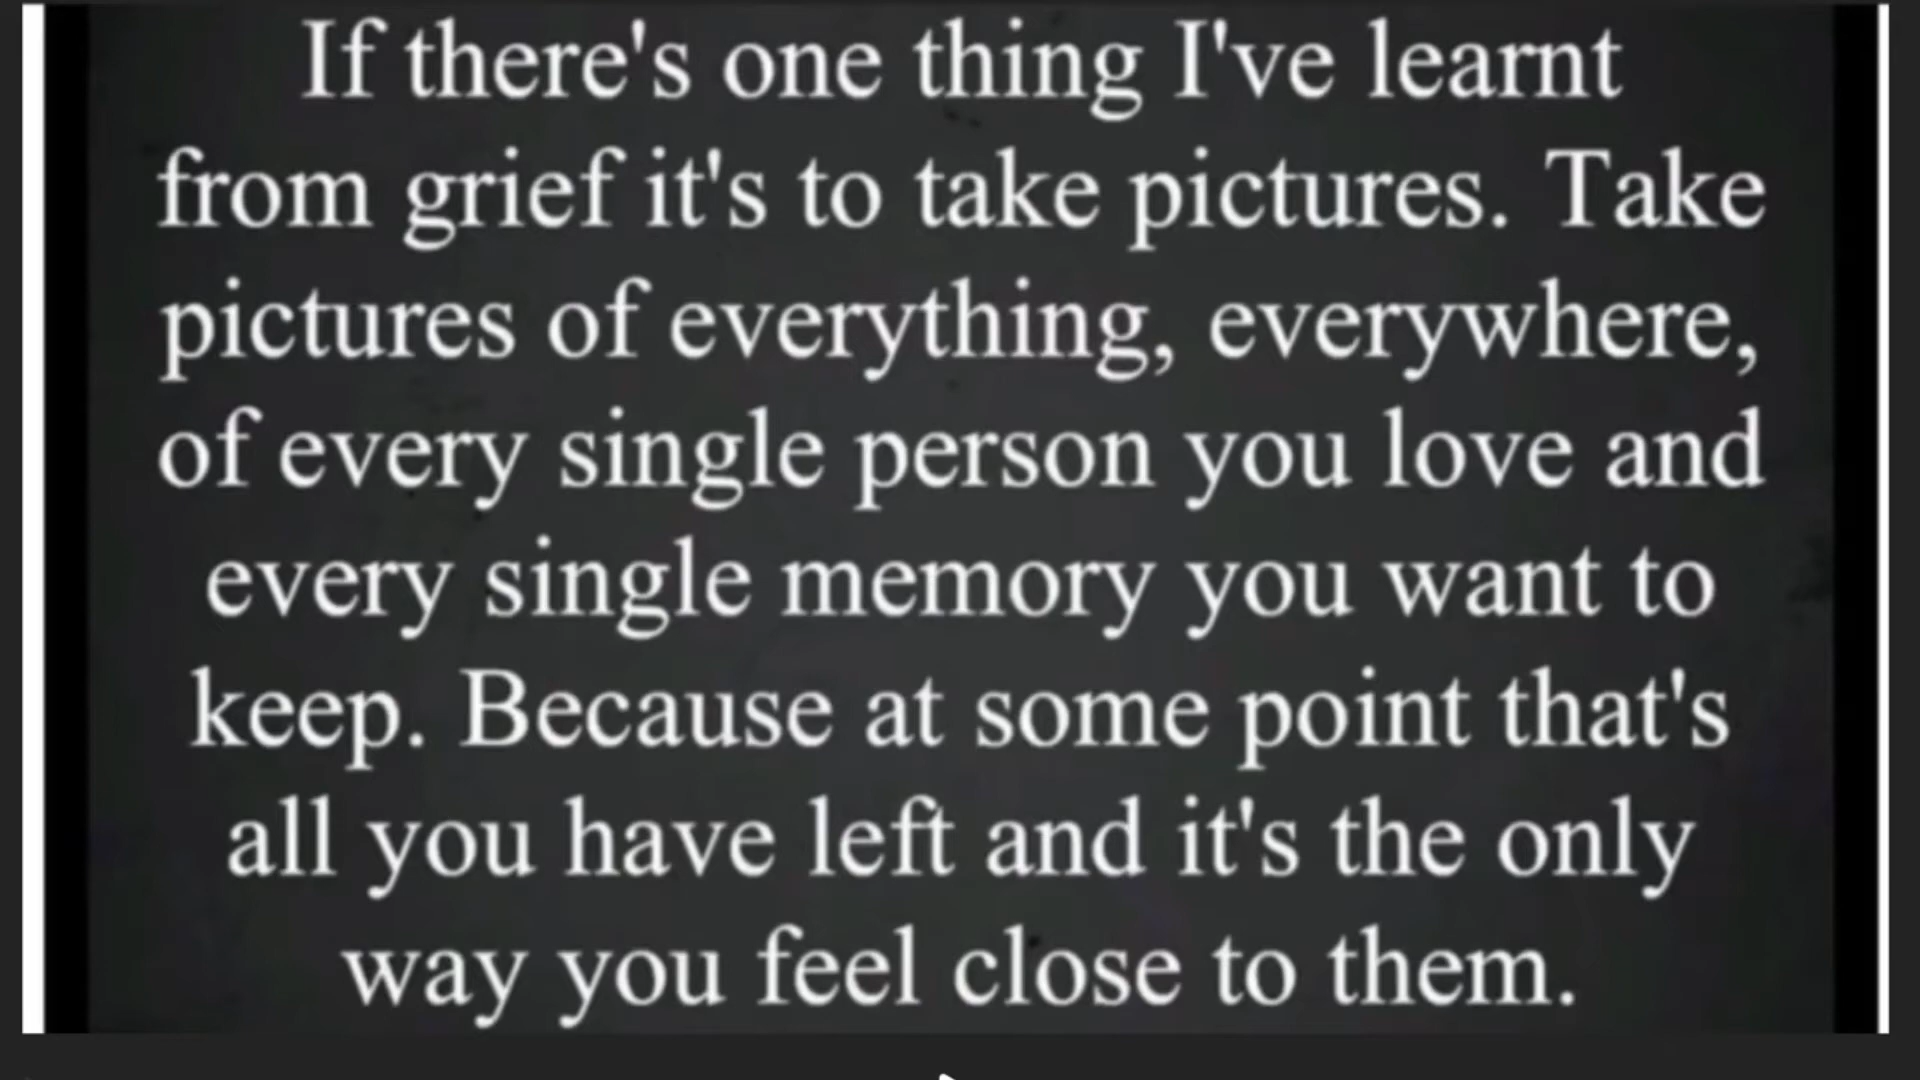 If there's one thing I've learnt
from grief it's to take pictures. Take
pictures of everything, everywhere,
of every single person you love and
every single memory you want to
keep. Because at some point that's
all you have left and it's the only
way you feel close to them.